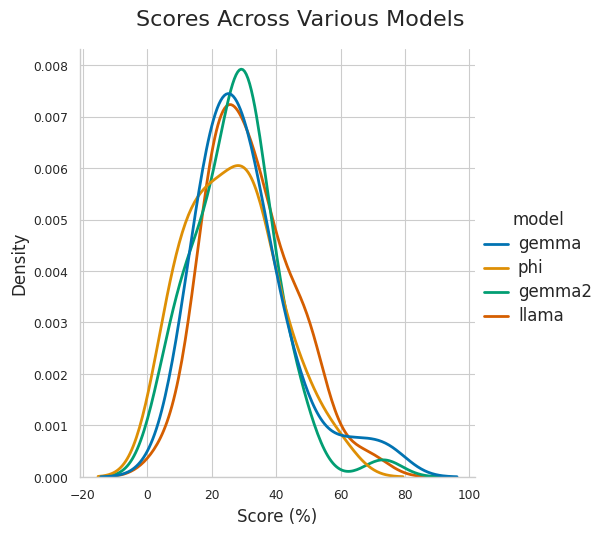 Scores Across Various Models
0.008
0.007
0.006
0.005
0.004
0.003
0.002
0.001
0.000
Density
−20
0
20
40
60
80
100
Score (%)
model
gemma
phi
gemma2
llama